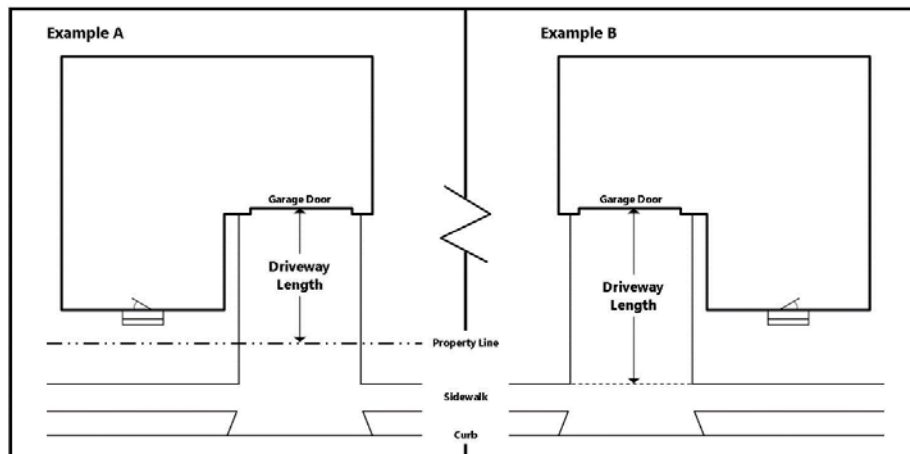 Example A
Example B
Garage Door
Garage Door
Driveway
Length
Driveway
Length
Property Line
Sidewalk
Curb